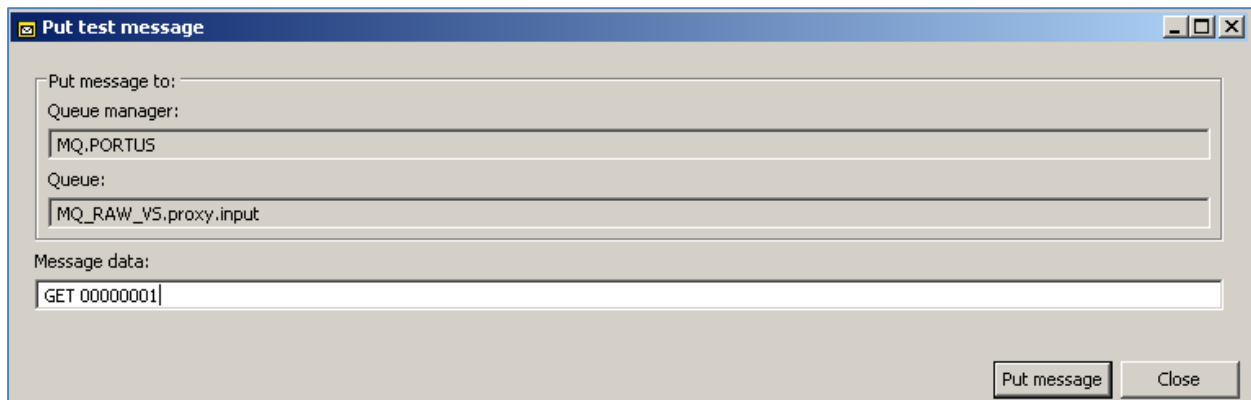 Put test message
Put message to:
Queue manager:
MQ.PORTUS
Queue:
MQ_RAW_VS.proxy.input
Message data:
GET 00000001
Put message
Close